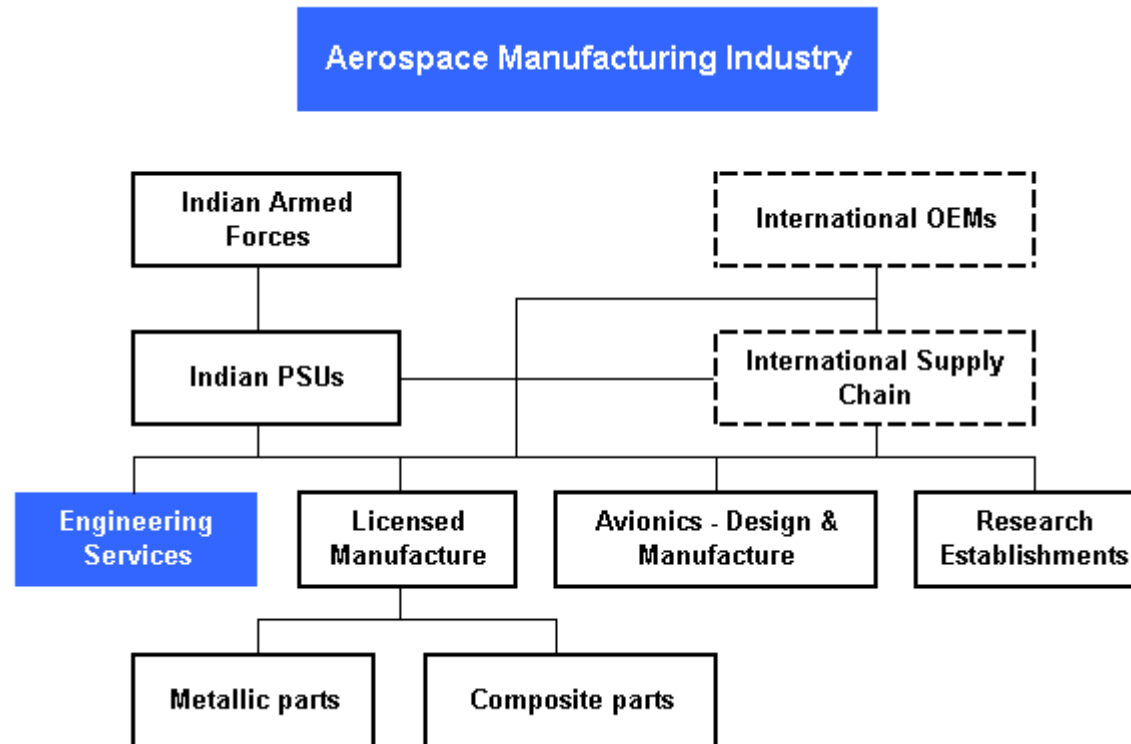 Aerospace Manufacturing Industry
Indian Armed
Forces
International OEMs
Indian PSUs
International Supply
Chain
Engineering
Services
Licensed
Manufacture
Avionics - Design &
Manufacture
Research
Establishments
Metallic parts
Composite parts